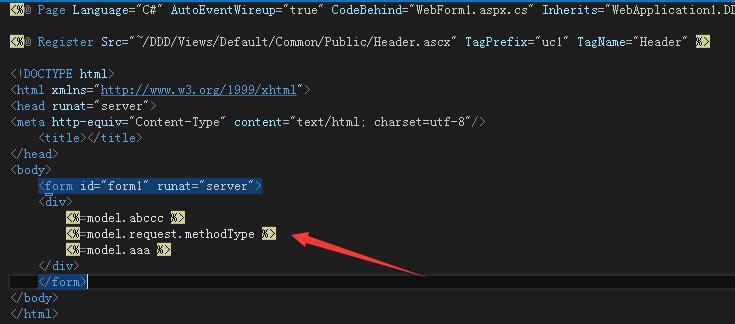 <%@ Page Language="C#" AutoEventWireup="true" CodeBehind="WebForm1.aspx.cs" Inherits="WebApplication1.DD
<%@ Register Src="~/DDD/Views/Default/Common/Public/Header.ascx" TagPrefix="uc1" TagName="Header" %>
<!DOCTYPE html>
<html xmlns="http://www.w3.org/1999/xhtml">
<head runat="server">
<meta http-equiv="Content-Type" content="text/html; charset=utf-8"/>
<title></title>
</head>
<body>
<form id="form1" runat="server">
<div>
<%=model.abccc %>
<%=model.request.methodType %>
<%=model.aaa %>
</div>
</form>
</body>
</html>